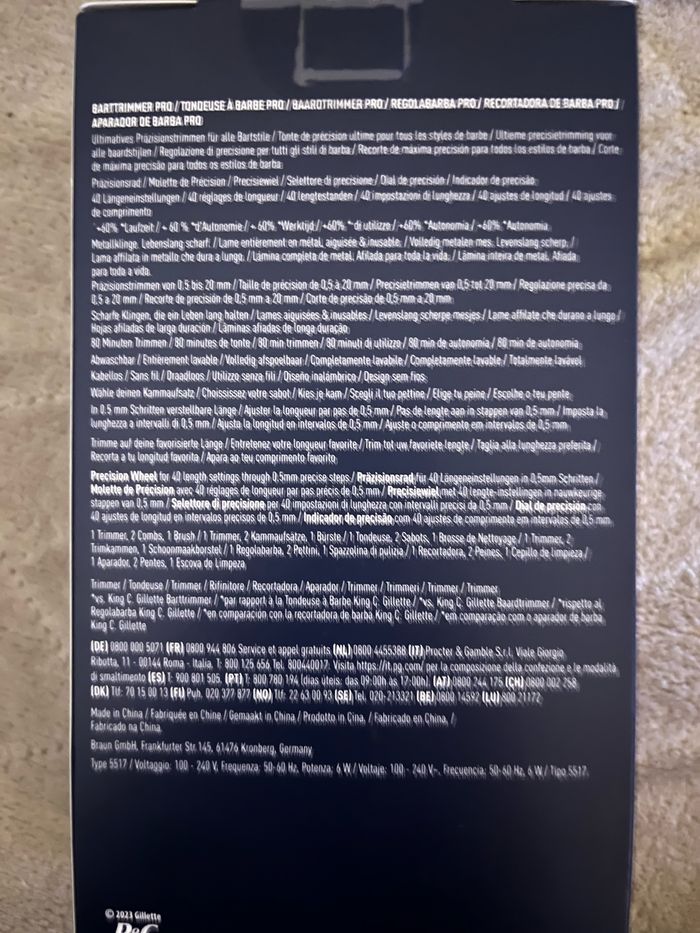 BARTTRIMMER PRO / TONDEUSE À BARBE PRO / BAARDTRIMMER PRO / REGOLABARBA PRO / RECORTADORA DE BARBA PRO /
APARADOR DE BARBA PRO
Ultimatives Präzisionstrimmen für alle Bartstile / Tonte de précision ultime pour tous les styles de barbe / Ultieme precisietrimming voor
alle baardstijlen / Regolazione di precisione per tutti gli stili di barba / Recorte de máxima precisión para todos los estilos de barba / Corte
de máxima precisão para todos os estilos de barba
Präzisionsrad / Molette de Précision / Precisiewiel / Selettore di precisione / Dial de precisión / Indicador de precisão
40 Längeneinstellungen / 40 réglages de longueur / 40 lengtestanden / 40 impostazioni di lunghezza / 40 ajustes de longitud / 40 ajustes
de comprimento
+60% *Laufzeit / + 60 % *d'Autonomie / + 60% *Werktijd / +60% * di utilizzo / +60% *Autonomia / +60% *Autonomia
Metallklinge. Lebenslang scharf. / Lame entièrement en métal, aiguisée & inusable. / Volledig metalen mes. Levenslang scherp. /
Lama affilata in metallo che dura a lungo. / Lámina completa de metal. Afilada para toda la vida. / Lâmina inteira de metal. Afiada
para toda a vida.
Präzisionstrimmen von 0,5 bis 20 mm / Taille de précision de 0,5 à 20 mm / Precisietrimmen van 0,5 tot 20 mm / Regolazione precisa da
0,5 a 20 mm / Recorte de precisión de 0,5 mm a 20 mm / Corte de precisão de 0,5 mm a 20 mm
Scharfe Klingen, die ein Leben lang halten / Lames aiguisées & inusables / Levenslang scherpe mesjes / Lame affilate che durano a lungo /
Hojas afiladas de larga duración / Lâminas afiadas de longa duração
80 Minuten Trimmen / 80 minutes de tonte / 80 min trimmen / 80 minuti di utilizzo / 80 min de autonomia / 80 min de autonomia
Abwaschbar / Entièrement lavable / Volledig afspoelbaar / Completamente lavabile / Completamente lavable / Totalmente lavável
Kabellos / Sans fil / Draadloos / Utilizzo senza fili / Diseño inalámbrico / Design sem fios
Wähle deinen Kammaufsatz / Choississez votre sabot / Kies je kam / Scegli il tuo pettine / Elige tu peine / Escolhe o teu pente
In 0,5 mm Schritten verstellbare Länge / Ajuster la longueur par pas de 0,5 mm / Pas de lengte aan in stappen van 0,5 mm / Imposta la
lunghezza a intervalli di 0,5 mm / Ajusta la longitud en intervalos de 0,5 mm / Ajuste o comprimento em intervalos de 0,5 mm
Trimme auf deine favorisierte Länge / Entretenez votre longueur favorite / Trim tot uw favoriete lengte / Taglia alla lunghezza preferita /
Recorta a tu longitud favorita / Apara ao teu comprimento favorito
Precision Wheel for 40 length settings through 0.5mm precise steps / Präzisionsrad für 40 Längeneinstellungen in 0,5mm Schritten /
Molette de Précision avec 40 réglages de longueur par pas précis de 0,5 mm / Precisiewiel met 40 lengte-instellingen in nauwkeurige
stappen van 0,5 mm / Selettore di precisione per 40 impostazioni di lunghezza con intervalli precisi da 0,5 mm / Dial de precisión con
40 ajustes de longitud en intervalos precisos de 0,5 mm / Indicador de precisão com 40 ajustes de comprimento em intervalos de 0,5 mm
1 Trimmer, 2 Combs, 1 Brush / 1 Trimmer, 2 Kammaufsätze, 1 Bürste / 1 Tondeuse, 2 Sabots, 1 Brosse de Nettoyage / 1 Trimmer, 2
Trimkammen, 1 Schoonmaakborstel / 1 Regolabarba, 2 Pettini, 1 Spazzolina di pulizia / 1 Recortadora, 2 Peines, 1 Cepillo de limpieza /
1 Aparador, 2 Pentes, 1 Escova de Limpeza
Trimmer / Tondeuse / Trimmer / Rifinitore / Recortadora / Aparador / Trimmer / Trimmeri / Trimmer / Trimmer
*vs. King C. Gillette Barttrimmer / *par rapport à la Tondeuse à Barbe King C. Gillette / *vs. King C. Gillette Baardtrimmer / *rispetto al
Regolabarba King C. Gillette / *en comparación con la recortadora de barba King C. Gillette / *em comparação com o aparador de barba
King C. Gillette
(DE) 0800 000 5071 (FR) 0800 944 806 Service et appel gratuits (NL) 0800 4455388 (IT) Procter & Gamble S.r.l. Viale Giorgio
Ribotta, 11 - 00144 Roma - Italia. T: 800 125 656 Tel. 800440017. Visita https://it.pg.com/ per la composizione della confezione e le modalità
di smaltimento (ES) T: 900 801 505. (PT) T: 800 780 194 (dias úteis: das 09:00h às 17:00h). (AT) 0800 244 175 (CH) 0800 002 258
(DK) Tlf: 70 15 00 13 (FI) Puh. 020 377 877 (NO) Tlf: 22 63 00 93 (SE) Tel. 020-213321 (BE) 0800 14592 (LU) 800 21172
Made in China / Fabriquée en Chine / Gemaakt in China / Prodotto in Cina. / Fabricado en China. /
Fabricado na China.
Braun GmbH, Frankfurter Str.145, 61476 Kronberg, Germany
Type 5517 / Voltaggio: 100 - 240 V, Frequenza: 50-60 Hz, Potenza: 6 W / Voltaje: 100 - 240 V~, Frecuencia: 50-60 Hz, 6 W / Tipo 5517.
© 2023 Gillette
P&G